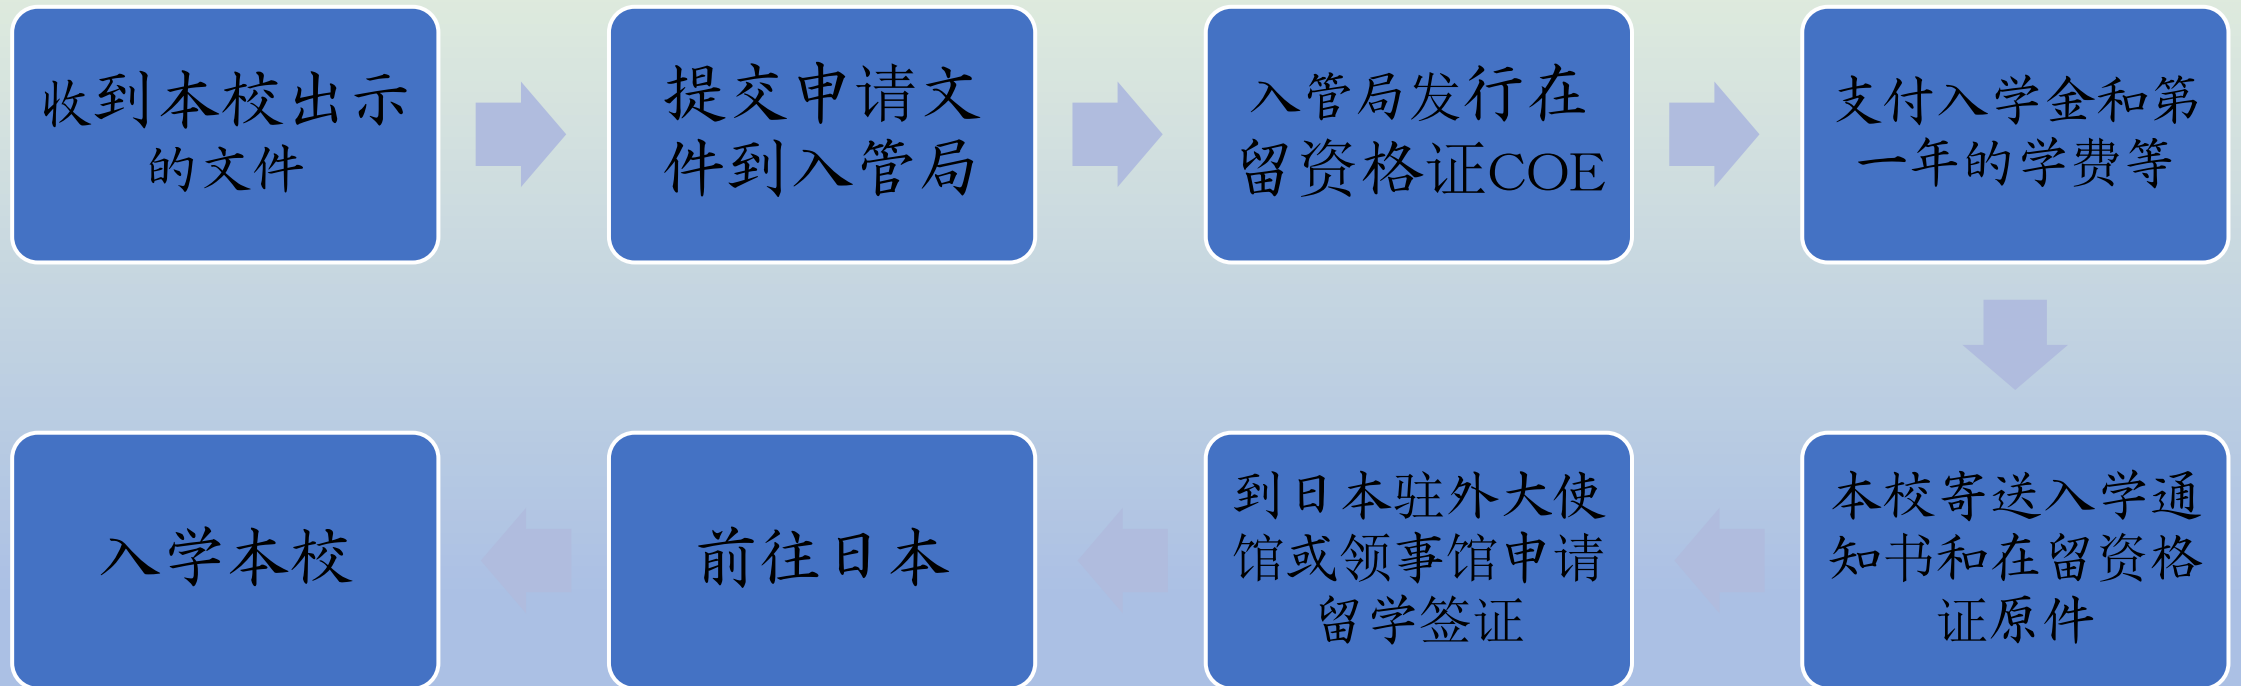 收到本校出示
的文件
提交申请文
件到入管局
入管局发行在
留资格证COE
支付入学金和第
一年的学费等
本校寄送入学通
知书和在留资格
证原件
到日本驻外大使
馆或领事馆申请
留学签证
前往日本
入学本校